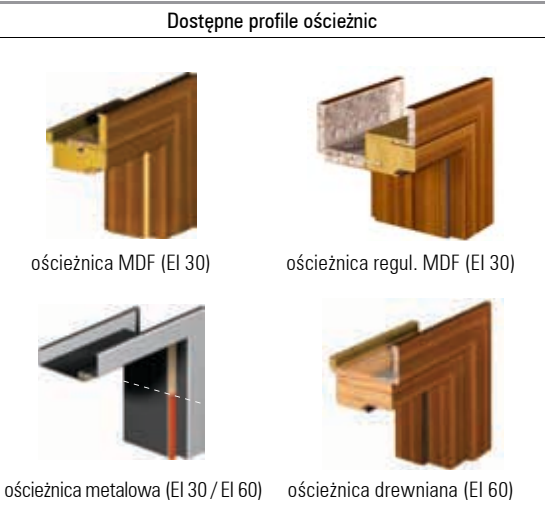 Dostępne profile ościeżnic
ościeżnica MDF (EI 30)
ościeżnica regul. MDF (EI 30)
ościeżnica metalowa (EI 30 / EI 60)
ościeżnica drewniana (EI 60)